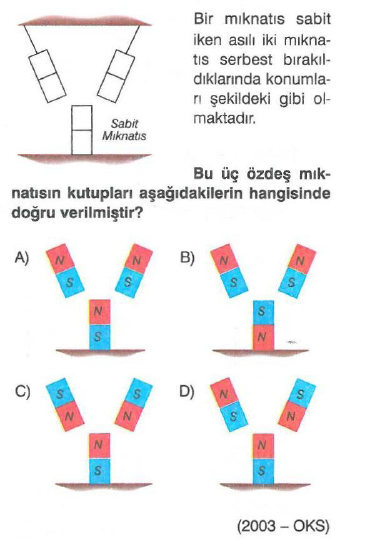 Bir mıknatıs sabit
iken asılı iki mıkna-
tıs serbest bırakıl-
dıklarında konumla-
rı şekildeki gibi ol-
maktadır.
Sabit
Mıknatıs
Bu üç özdeş mık-
natısın kutupları aşağıdakilerin hangisinde
doğru verilmiştir?
A)
N
S
N
S
N
S
B)
N
S
N
S
S
N
C)
S
N
S
N
N
S
D)
N
S
S
N
N
S
(2003 – OKS)